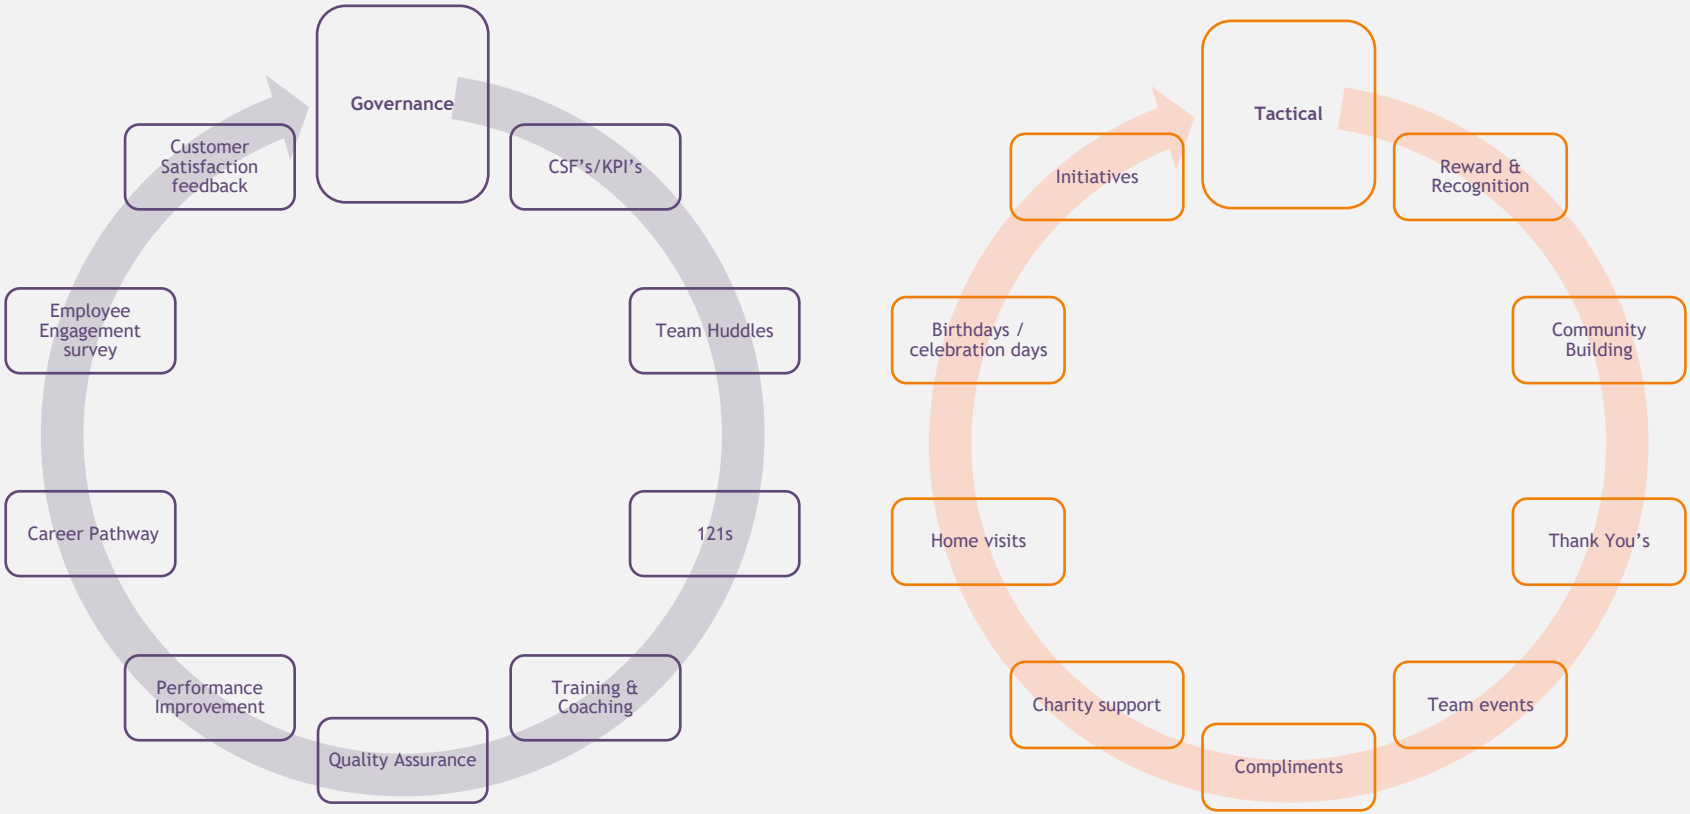 Governance
CSF's/KPI's
Team Huddles
121s
Training &
Coaching
Quality Assurance
Performance
Improvement
Career Pathway
Employee
Engagement
survey
Customer
Satisfaction
feedback
Tactical
Reward &
Recognition
Community
Building
Thank You's
Team events
Compliments
Charity support
Home visits
Birthdays /
celebration days
Initiatives